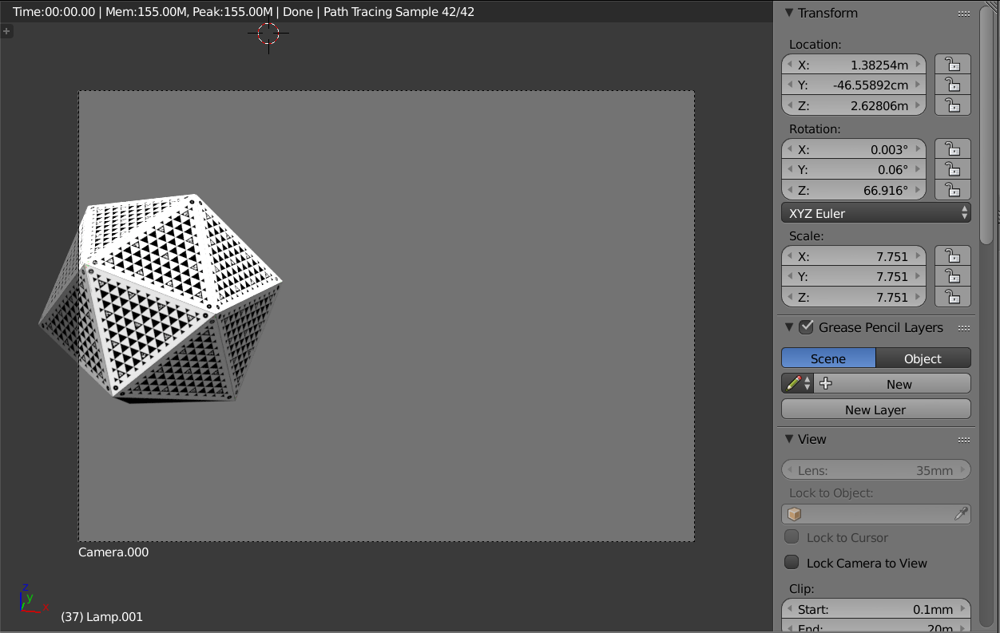 Time:00:00.00 | Mem:155.00M, Peak:155.00M | Done | Path Tracing Sample 42/42
Camera.000
z
y
x
(37) Lamp.001
Transform
Location:
X: 1.38254m
Y: -46.55892cm
Z: 2.62806m
Rotation:
X: 0.003°
Y: 0.06°
Z: 66.916°
XYZ Euler
Scale:
X: 7.751
Y: 7.751
Z: 7.751
Grease Pencil Layers
Scene Object
New
New Layer
View
Lens: 35mm
Lock to Object:
Lock to Cursor
Lock Camera to View
Clip:
Start: 0.1mm
End: 20m